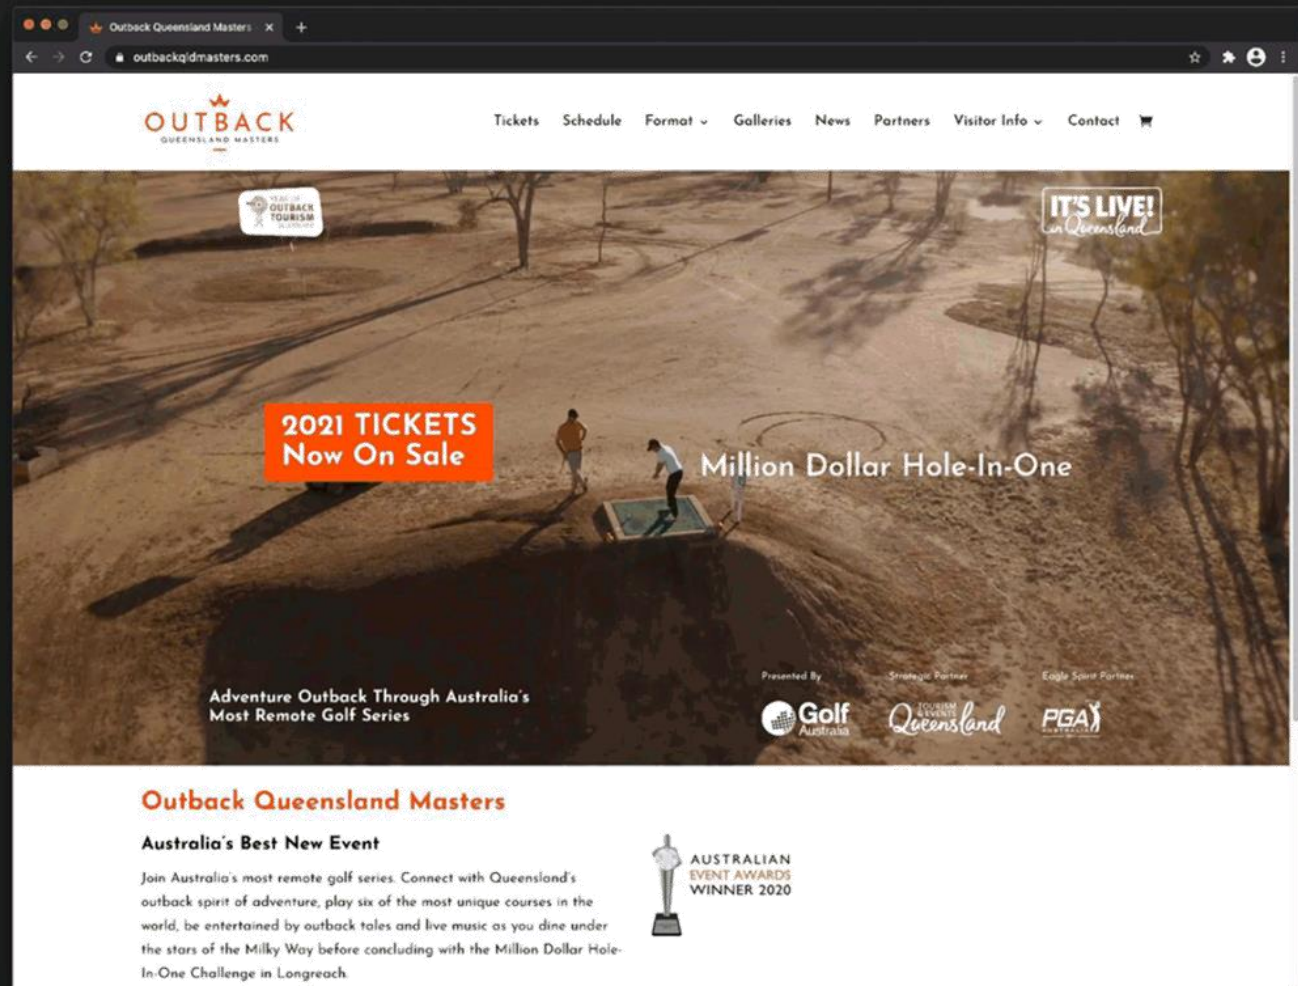 Outback Queensland Masters
outbackqldmasters.com
OUTBACK
QUEENSLAND MASTERS
Tickets Schedule Format Galleries News Partners Visitor Info Contact
YEAR OF
OUTBACK
TOURISM
IT'S LIVE!
in Queensland
2021 TICKETS
Now On Sale
Million Dollar Hole-In-One
Adventure Outback Through Australia's
Most Remote Golf Series
Presented By Strategic Partner Eagle Spirit Partner
Golf
Australia
TOURISM
& EVENTS
Queensland
PGA
AUSTRALIA
Outback Queensland Masters
Australia's Best New Event
Join Australia's most remote golf series. Connect with Queensland's
outback spirit of adventure, play six of the most unique courses in the
world, be entertained by outback tales and live music as you dine under
the stars of the Milky Way before concluding with the Million Dollar Hole-
In-One Challenge in Longreach.
AUSTRALIAN
EVENT AWARDS
WINNER 2020